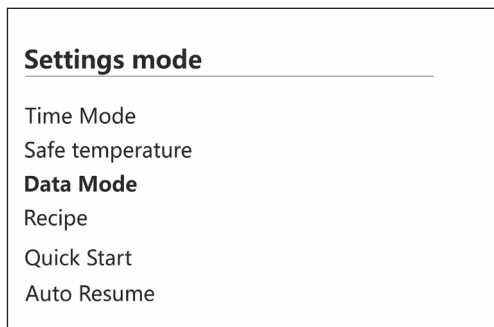 Settings mode
Time Mode
Safe temperature
Data Mode
Recipe
Quick Start
Auto Resume